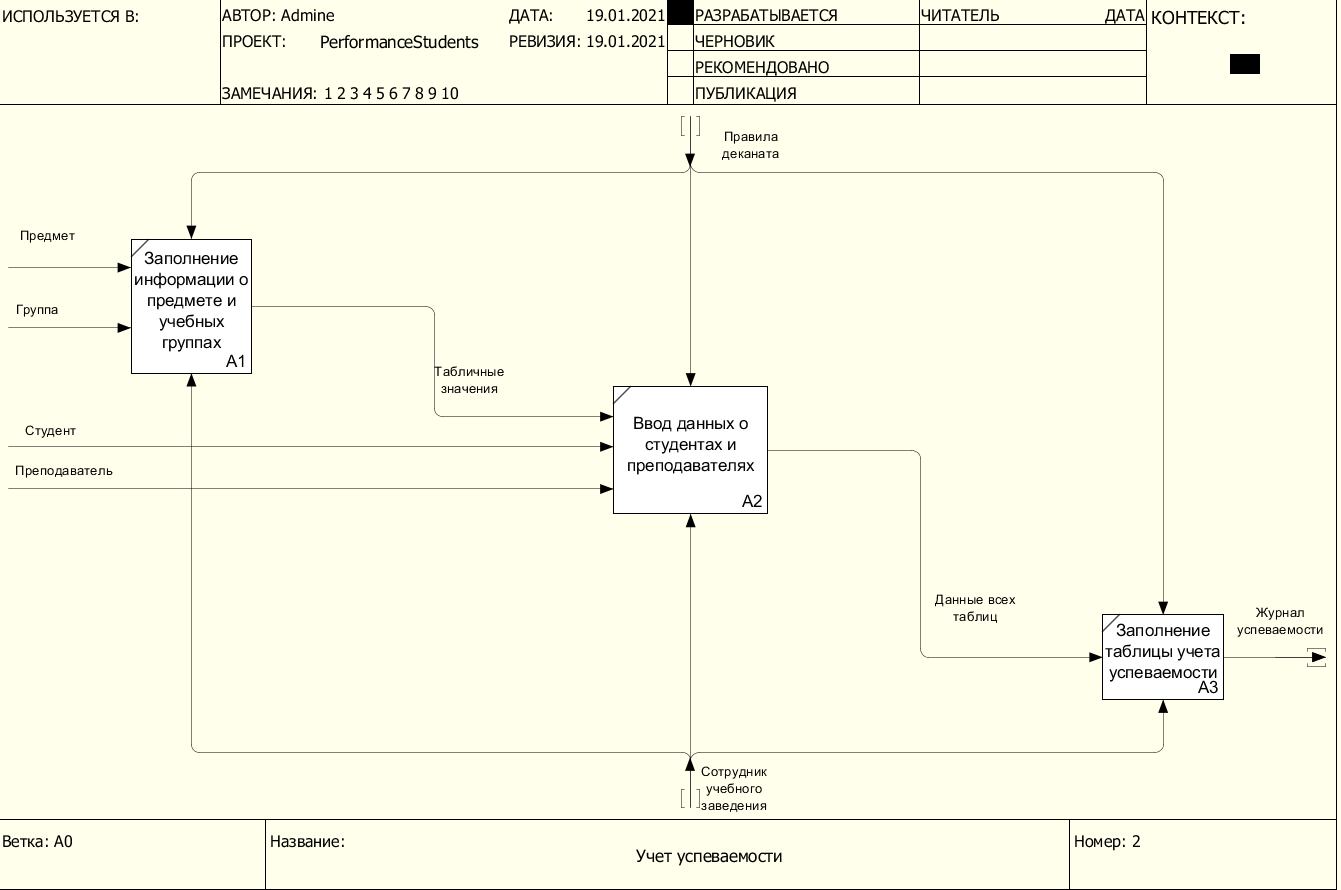 ИСПОЛЬЗУЕТСЯ В:
АВТОР: Admine
ДАТА: 19.01.2021
ПРОЕКТ: PerformanceStudents
РЕВИЗИЯ: 19.01.2021
ЗАМЕЧАНИЯ: 1 2 3 4 5 6 7 8 9 10
РАЗРАБАТЫВАЕТСЯ
ЧЕРНОВИК
РЕКОМЕНДОВАНО
ПУБЛИКАЦИЯ
ЧИТАТЕЛЬ
ДАТА
КОНТЕКСТ:
Правила
деканата
Предмет
Группа
Заполнение
информации о
предмете и
учебных
группах
A1
Табличные
значения
Студент
Преподаватель
Ввод данных о
студентах и
преподавателях
A2
Данные всех
таблиц
Заполнение
таблицы учета
успеваемости
A3
Журнал
успеваемости
Сотрудник
учебного
заведения
Ветка: A0
Название:
Учет успеваемости
Номер: 2